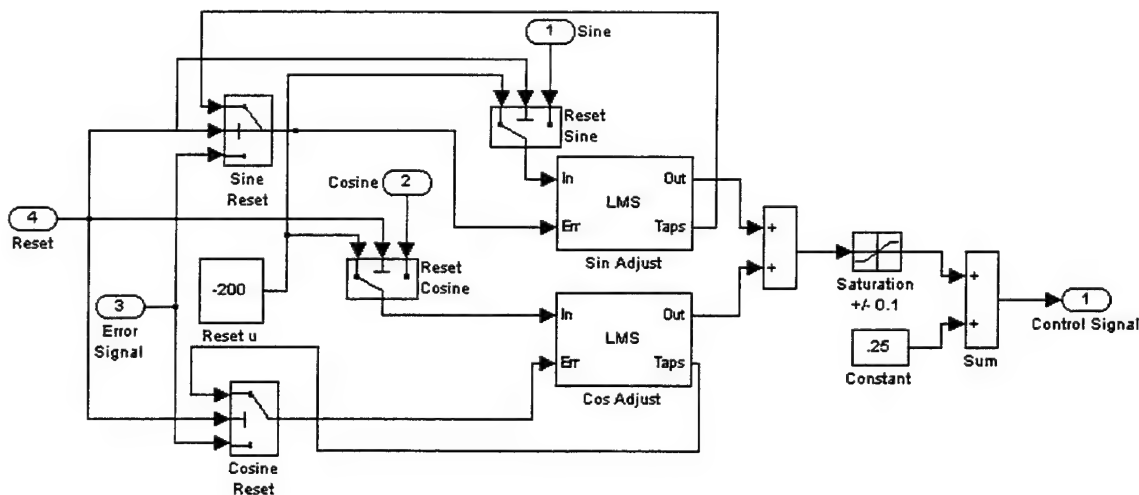 1 Sine
Reset
Sine
Sine
Reset
In Out
LMS
Err Taps
Sin Adjust
Cosine 2
4
Reset
Reset
Cosine
-200
Reset u
3
Error
Signal
In Out
LMS
Err Taps
Cos Adjust
+
+
Saturation
+/- 0.1
.25
Constant
+
+
Sum
1
Control Signal
Cosine
Reset